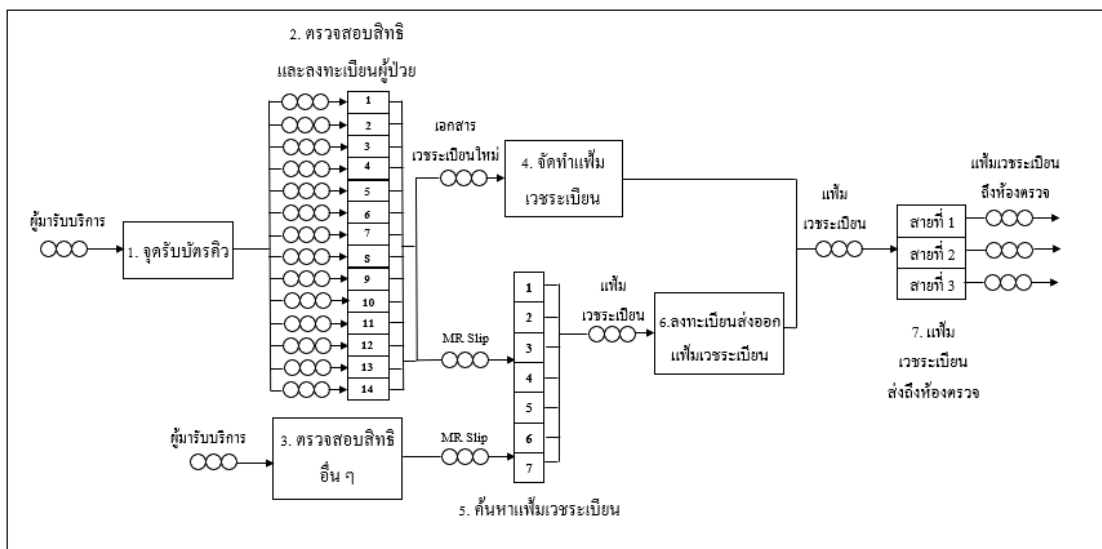 2. ตรวจสอบสิทธิ
และลงทะเบียนผู้ป่วย
1
2
3
4
5
6
7
8
9
10
11
12
13
14
ผู้มารับบริการ
1. จุดรับบัตรคิว
เอกสาร
เวชระเบียนใหม่
4. จัดทำแฟ้ม
เวชระเบียน
MR Slip
ผู้มารับบริการ
3. ตรวจสอบสิทธิ
อื่น ๆ
MR Slip
1
2
3
4
5
6
7
5. ค้นหาแฟ้มเวชระเบียน
แฟ้ม
เวชระเบียน
6.ลงทะเบียนส่งออก
แฟ้มเวชระเบียน
แฟ้ม
เวชระเบียน
สายที่ 1
สายที่ 2
สายที่ 3
แฟ้มเวชระเบียน
ถึงห้องตรวจ
7. แฟ้ม
เวชระเบียน
ส่งถึงห้องตรวจ